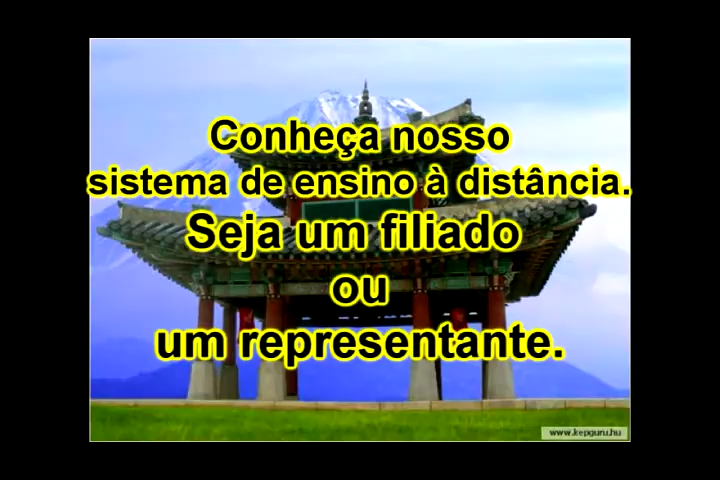 Conheça nosso
sistema de ensino à distância.
Seja um filiado
ou
um representante.
www.kepguru.hu